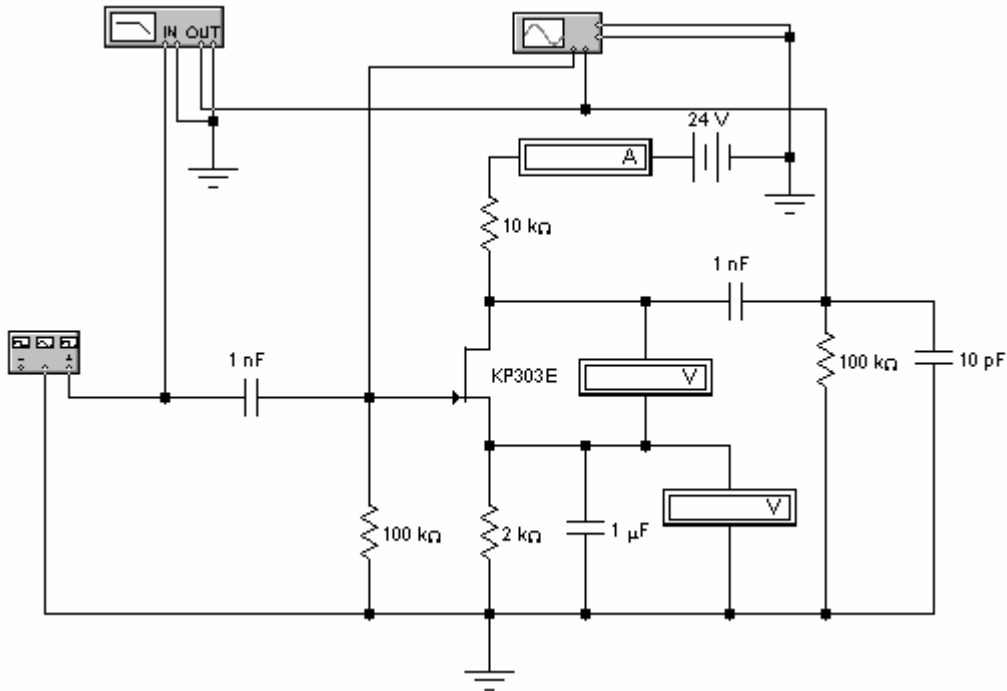 IN OUT
24 V
A
10 kΩ
1 nF
1 nF
KP303E
V
100 kΩ
10 pF
V
100 kΩ
2 kΩ
1 μF